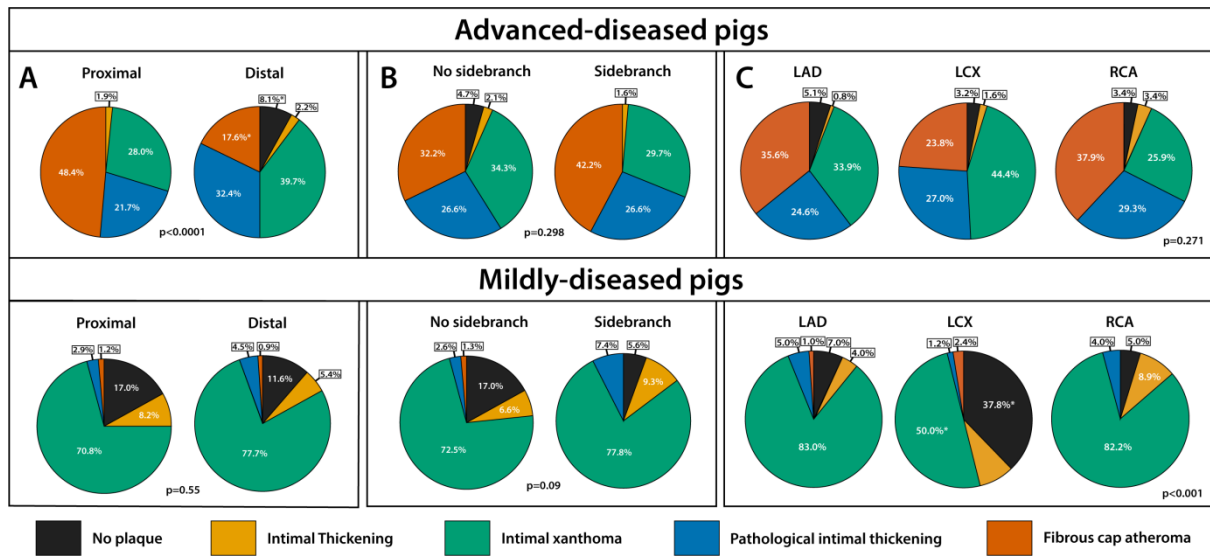 Advanced-diseased pigs
A
Proximal
Distal
1.9%
28.0%
21.7%
48.4%
8.1%*
2.2%
39.7%
32.4%
17.6%*
p<0.0001
B
No sidebranch
Sidebranch
4.7%
2.1%
34.3%
26.6%
32.2%
1.6%
29.7%
26.6%
42.2%
p=0.298
C
LAD
LCX
RCA
5.1%
0.8%
33.9%
24.6%
35.6%
3.2%
1.6%
44.4%
27.0%
23.8%
3.4%
3.4%
25.9%
29.3%
37.9%
p=0.271
Mildly-diseased pigs
Proximal
Distal
2.9%
1.2%
17.0%
8.2%
70.8%
4.5%
0.9%
11.6%
5.4%
77.7%
p=0.55
No sidebranch
Sidebranch
2.6%
1.3%
17.0%
6.6%
72.5%
7.4%
5.6%
9.3%
77.8%
p=0.09
LAD
LCX
RCA
5.0%
1.0%
7.0%
4.0%
83.0%
1.2%
2.4%
37.8%*
50.0%*
4.0%
5.0%
8.9%
82.2%
p<0.001
No plaque
Intimal Thickening
Intimal xanthoma
Pathological intimal thickening
Fibrous cap atheroma